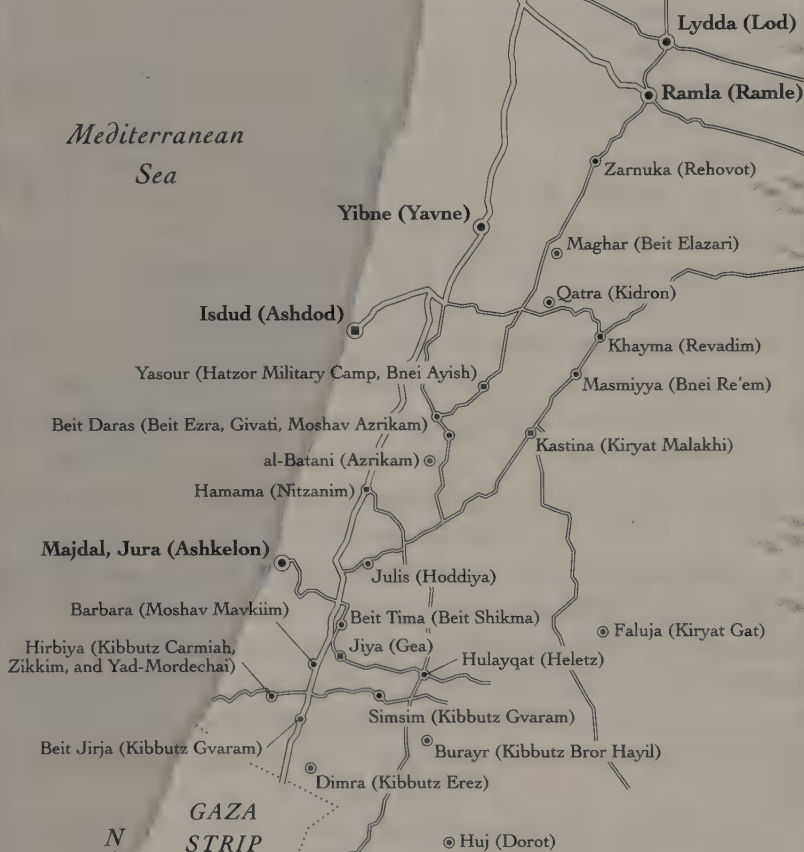 Lydda (Lod)
Ramla (Ramle)
Mediterranean
Sea
Zarnuka (Rehovot)
Yibne (Yavne)
Maghar (Beit Elazari)
Qatra (Kidron)
Isdud (Ashdod)
Khayma (Revadim)
Yasour (Hatzor Military Camp, Bnei Ayish)
Masmiyya (Bnei Re'em)
Beit Daras (Beit Ezra, Givati, Moshav Azrikam)
Kastina (Kiryat Malakhi)
al-Batani (Azrikam)
Hamama (Nitzanim)
Majdal, Jura (Ashkelon)
Julis (Hoddiya)
Barbara (Moshav Mavkiim)
Beit Tima (Beit Shikma)
Faluja (Kiryat Gat)
Hirbiya (Kibbutz Carmiah,
Zikkim, and Yad-Mordechai)
Jiya (Gea)
Hulayqat (Heletz)
Simsim (Kibbutz Gvaram)
Beit Jirja (Kibbutz Gvaram)
Burayr (Kibbutz Bror Hayil)
Dimra (Kibbutz Erez)
GAZA
STRIP
N
Huj (Dorot)